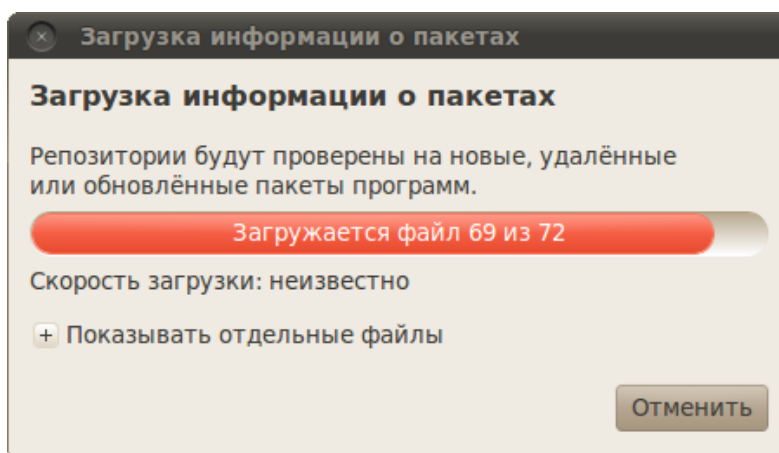 Загрузка информации о пакетах
Загрузка информации о пакетах
Репозитории будут проверены на новые, удалённые
или обновлённые пакеты программ.
Загружается файл 69 из 72
Скорость загрузки: неизвестно
Показывать отдельные файлы
Отменить